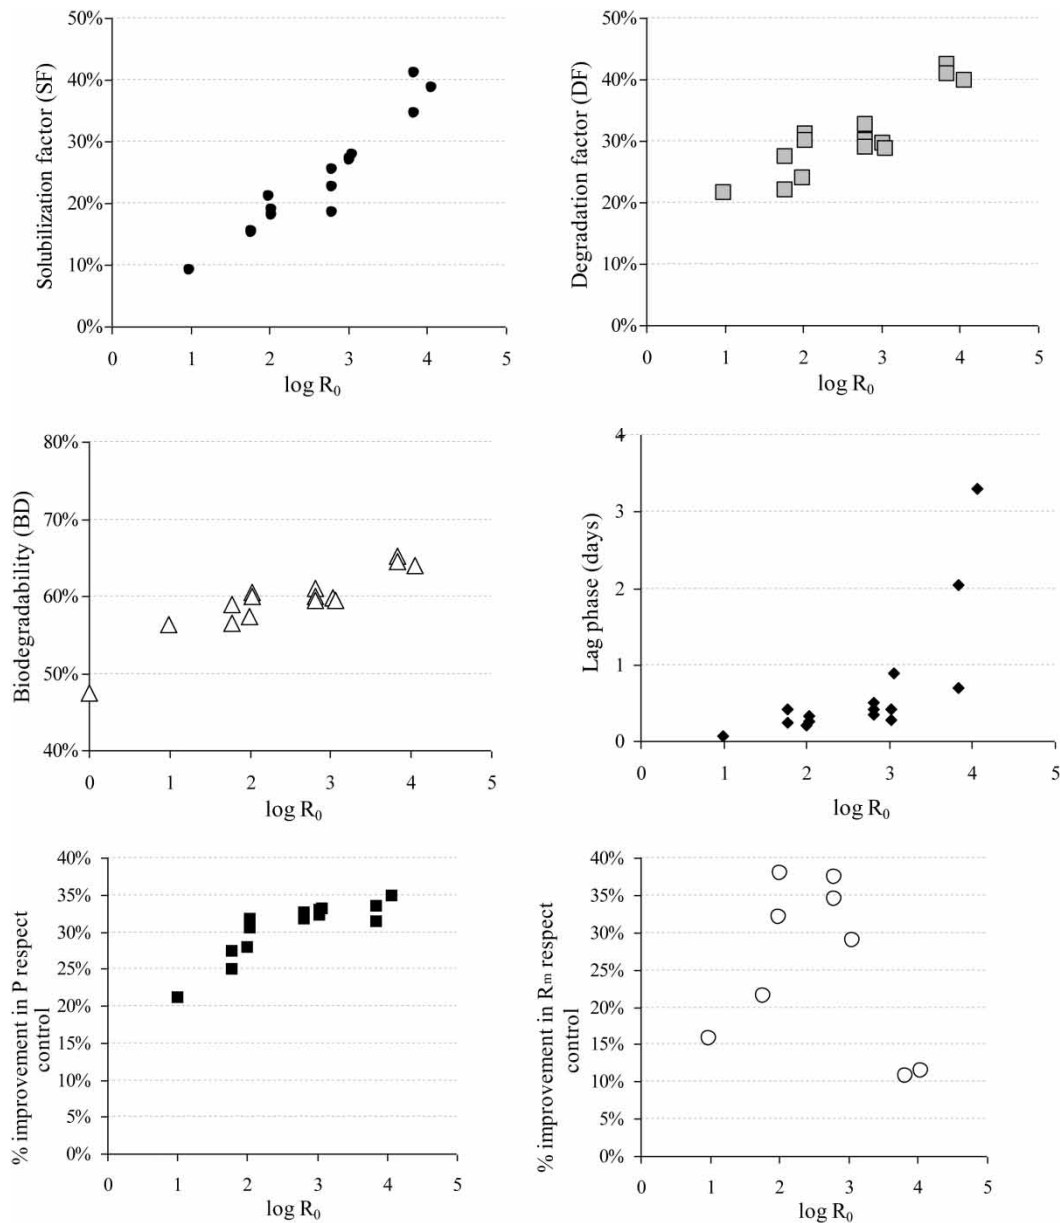 50%
40%
30%
20%
10%
0%
Solubilization factor (SF)
0 1 2 3 4 5
log R0
50%
40%
30%
20%
10%
0%
Degradation factor (DF)
0 1 2 3 4 5
log R0
80%
70%
60%
50%
40%
Biodegradability (BD)
0 1 2 3 4 5
log R0
4
3
2
1
0
Lag phase (days)
0 1 2 3 4 5
log R0
40%
35%
30%
25%
20%
15%
10%
5%
0%
% improvement in P respect
control
0 1 2 3 4 5
log R0
40%
35%
30%
25%
20%
15%
10%
5%
0%
% improvement in Rm respect
control
0 1 2 3 4 5
log R0